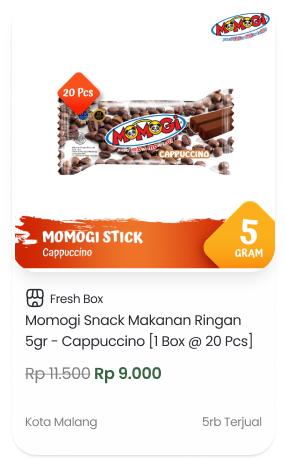 MOMOGI
20 Pcs
MOMOGI
CAPPUCCINO
MOMOGI STICK
Cappuccino
5
GRAM
Fresh Box
Momogi Snack Makanan Ringan
5gr - Cappuccino [1 Box @ 20 Pcs]
Rp 11.500 Rp 9.000
Kota Malang 5rb Terjual